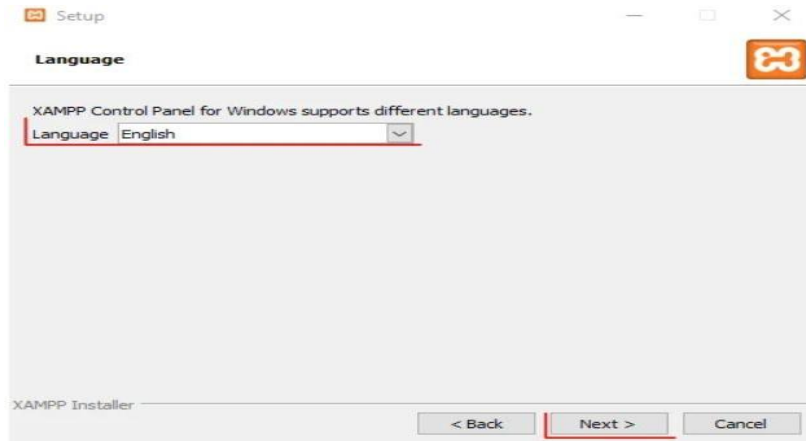 Setup
Language
XAMPP Control Panel for Windows supports different languages.
Language English
XAMPP Installer
< Back Next > Cancel